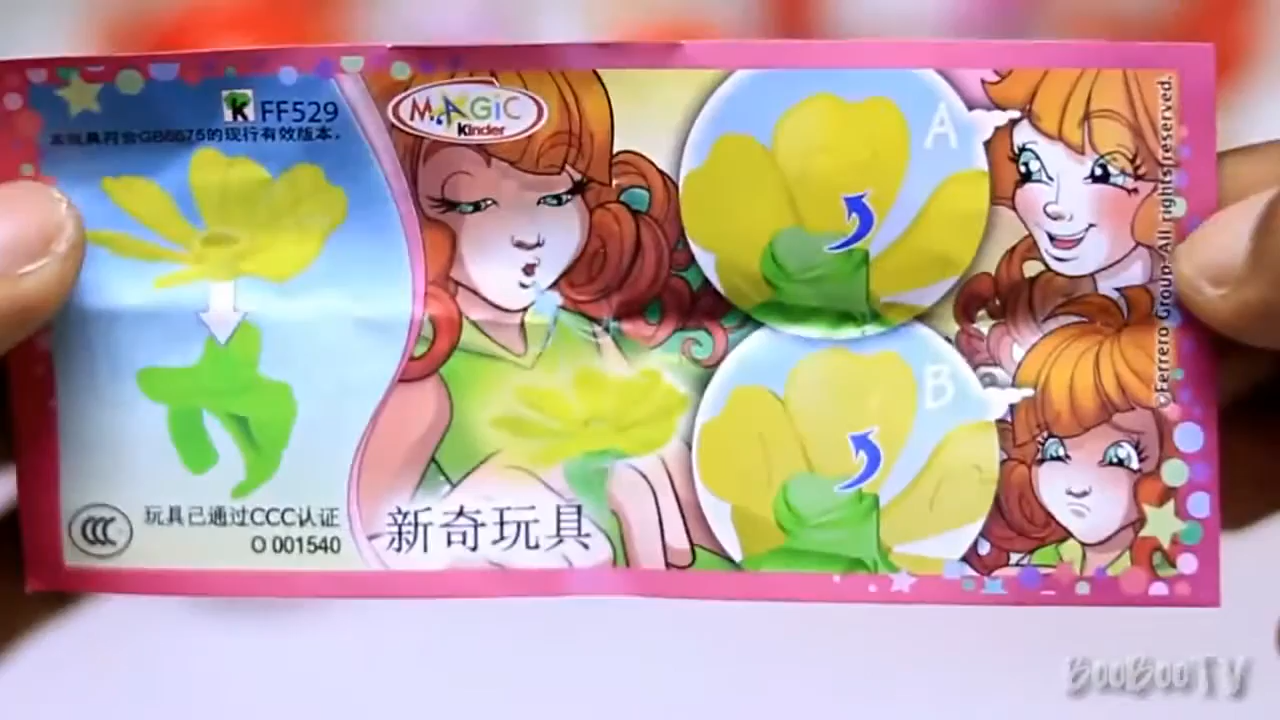 K FF529
本玩具符合GB6675的现行有效版本。
MAGiC
Kinder
A
B
CCC
玩具已通过CCC认证
O 001540
新奇玩具
©Ferrero Group-All rights reserved.
BooBooTV